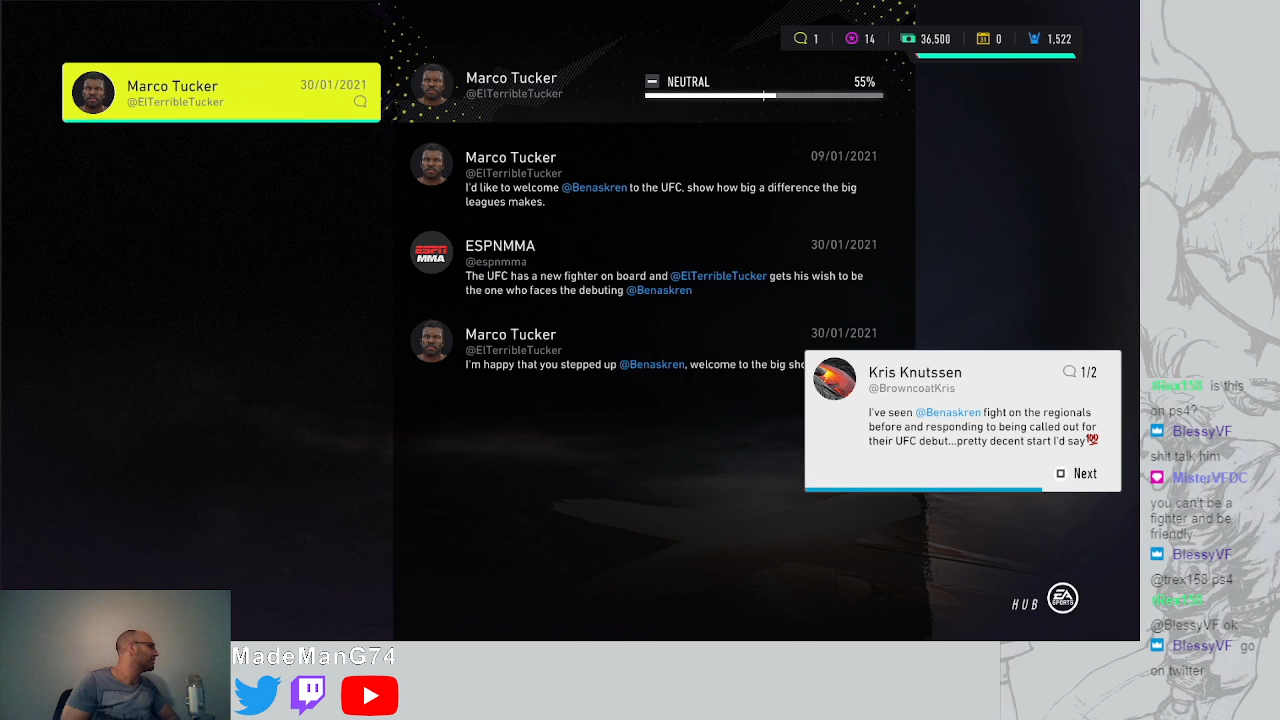 1 14 36,500 31 0 1,522
Marco Tucker 30/01/2021
@ElTerribleTucker
Marco Tucker
@ElTerribleTucker
NEUTRAL 55%
Marco Tucker 09/01/2021
@ElTerribleTucker
I'd like to welcome @Benaskren to the UFC, show how big a difference the big
leagues makes.
ESPNMMA 30/01/2021
@espnmma
ESPN
MMA
The UFC has a new fighter on board and @ElTerribleTucker gets his wish to be
the one who faces the debuting @Benaskren
Marco Tucker 30/01/2021
@ElTerribleTucker
I'm happy that you stepped up @Benaskren, welcome to the big sho
Kris Knutssen 1/2
@BrowncoatKris
I've seen @Benaskren fight on the regionals
before and responding to being called out for
their UFC debut...pretty decent start I'd say💯
Next
HUB EA
SPORTS
is this
on ps4?
BlessyVF
shit talk him
MisterVFDC
you can't be a
fighter and be
friendly
BlessyVF
@trex158 ps4
@BlessyVF ok
BlessyVF go
on twitter
MadeManG74